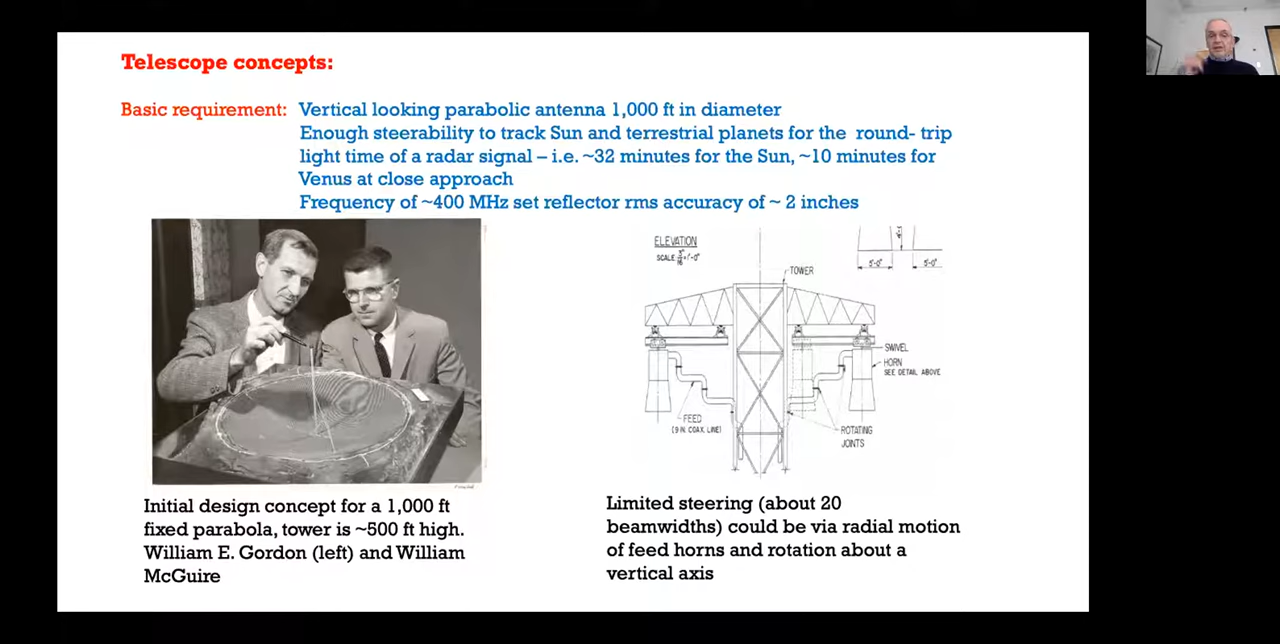 Telescope concepts:
Basic requirement: Vertical looking parabolic antenna 1,000 ft in diameter
Enough steerability to track Sun and terrestrial planets for the round- trip
light time of a radar signal – i.e. ~32 minutes for the Sun, ~10 minutes for
Venus at close approach
Frequency of ~400 MHz set reflector rms accuracy of ~ 2 inches
Initial design concept for a 1,000 ft
fixed parabola, tower is ~500 ft high.
William E. Gordon (left) and William
McGuire
ELEVATION
TOWER
5'-0"
5'-0"
SWIVEL
HORN
SEE DETAIL ABOVE
FEED
ROTATING
JOINTS
Limited steering (about 20
beamwidths) could be via radial motion
of feed horns and rotation about a
vertical axis